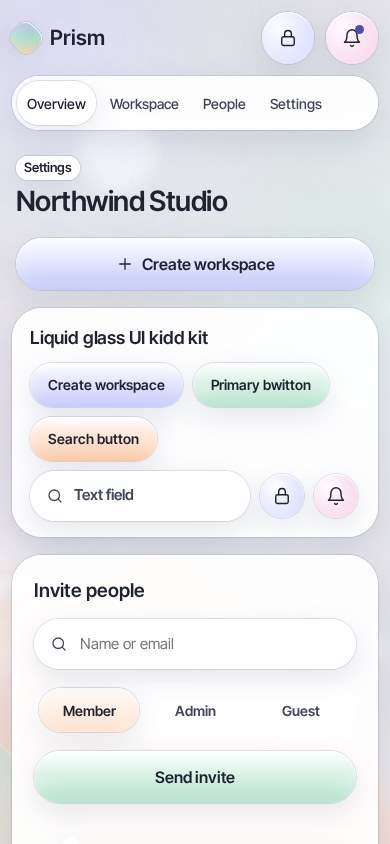 Prism
Overview Workspace People Settings
Settings
Northwind Studio
Create workspace
Liquid glass UI kidd kit
Create workspace Primary bwitton
Search button
Text field
Invite people
Name or email
Member Admin Guest
Send invite